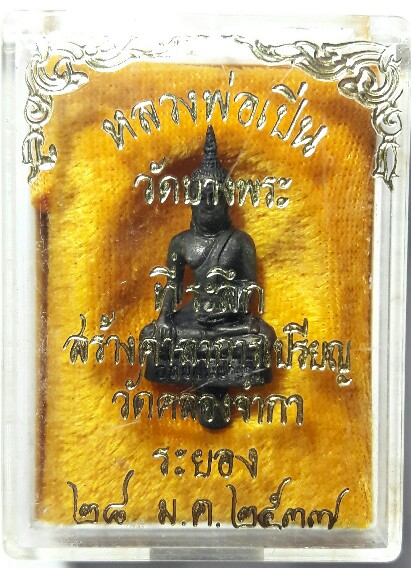 หลวงพ่อเปิ่น
วัดบางพระ
ที่ระลึก
สร้างศาลาการเปรียญ
วัดคลองจำกา
ระยอง
๒๘ ม.ค.๒๕๓๗